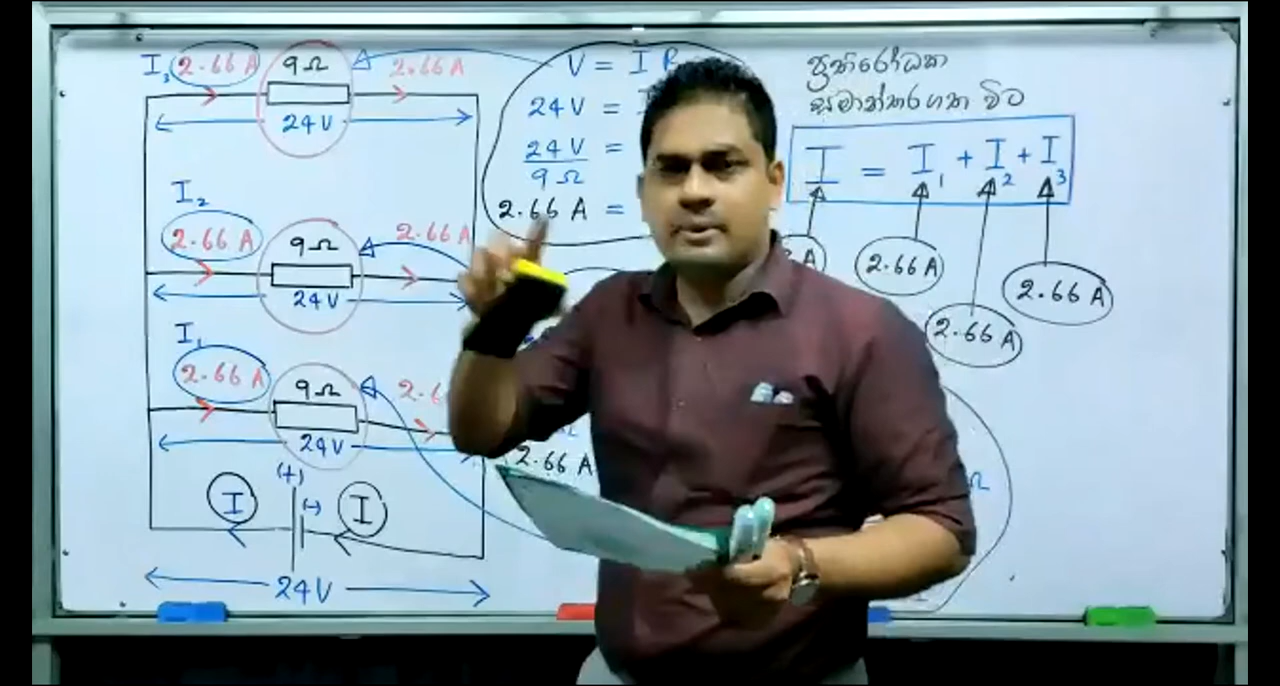 I₃ 2.66 A
9Ω
2.66 A
24V
I₂
2.66 A
9Ω
2.66 A
24V
I₁
2.66 A
9Ω
2.6
24V
(+)
I
(-)
I
24V
V = I R
24V =
24V
9Ω
2.66 A =
2.66 A
Ω
ප්‍රතිරෝධක
සමාන්තරගත විට
I = I₁ + I₂ + I₃
A
2.66 A
2.66 A
2.66 A